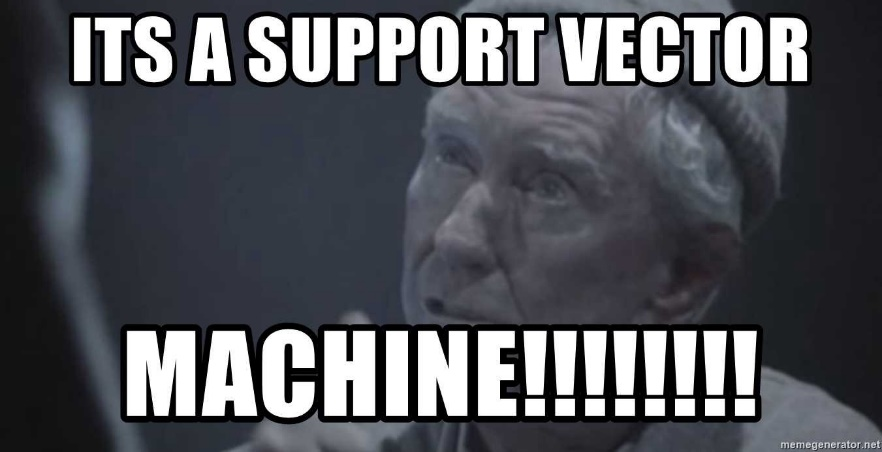 ITS A SUPPORT VECTOR
MACHINE!!!!!!!!
memegenerator.net